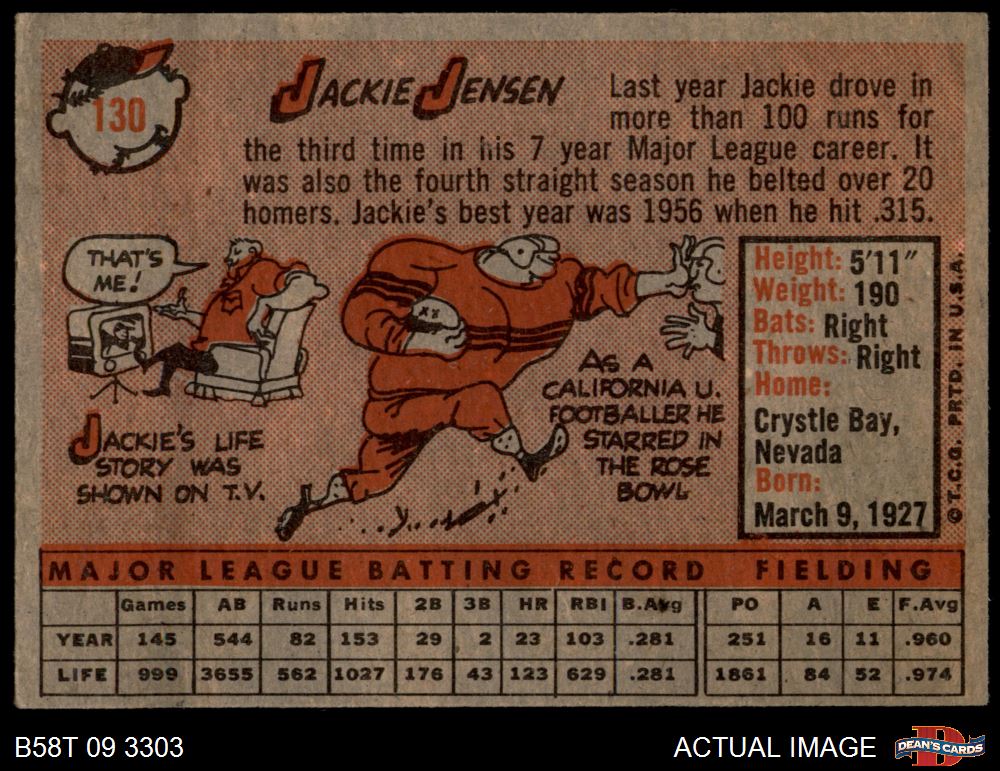 130
JACKIE JENSEN
Last year Jackie drove in
more than 100 runs for
the third time in his 7 year Major League career. It
was also the fourth straight season he belted over 20
homers. Jackie's best year was 1956 when he hit .315.
THAT'S
ME!
JACKIE'S LIFE
STORY WAS
SHOWN ON T.V.
AS A
CALIFORNIA U.
FOOTBALLER HE
STARRED IN
THE ROSE
BOWL
Height: 5'11"
Weight: 190
Bats: Right
Throws: Right
Home:
Crystle Bay,
Nevada
Born:
March 9, 1927
© T.C.G. PRTD. IN U.S.A.
MAJOR LEAGUE BATTING RECORD FIELDING
Games AB Runs Hits 2B 3B HR RBI B.Avg PO A E F.Avg
YEAR 145 544 82 153 29 2 23 103 .281 251 16 11 .960
LIFE 999 3655 562 1027 176 43 123 629 .281 1861 84 52 .974
B58T 09 3303
ACTUAL IMAGE
D
DEAN'S CARDS